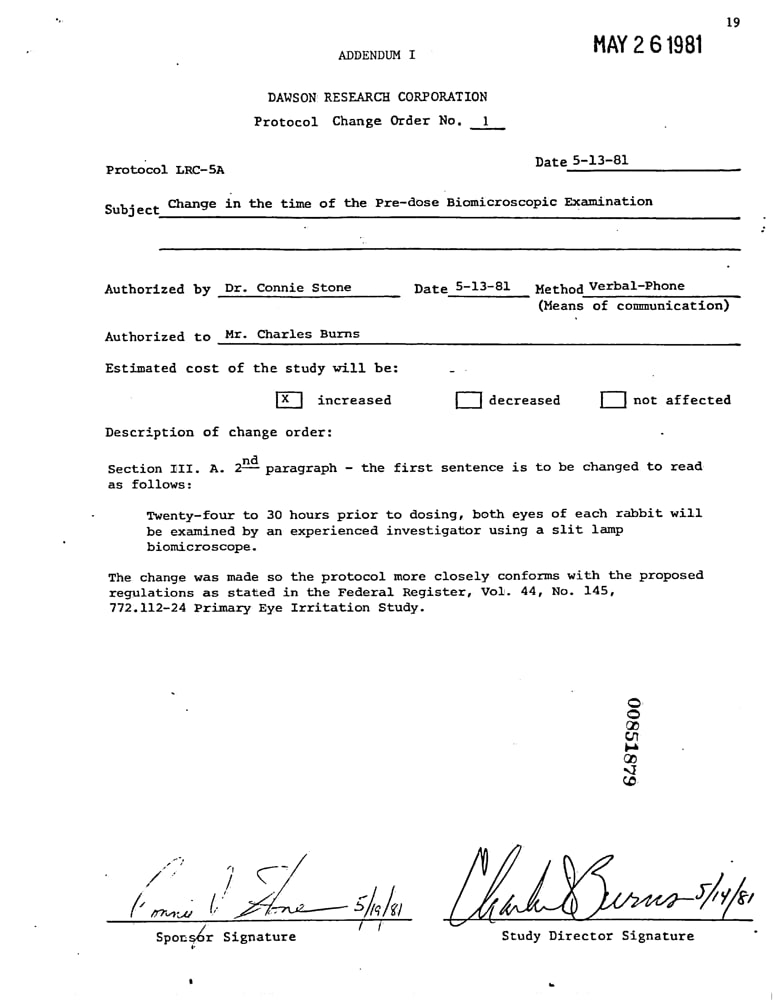 19
MAY 26 1981
ADDENDUM I
DAWSON RESEARCH CORPORATION
Protocol Change Order No. 1
Protocol LRC-5A
Date 5-13-81
Subject Change in the time of the Pre-dose Biomicroscopic Examination
Authorized by Dr. Connie Stone Date 5-13-81 Method Verbal-Phone
(Means of communication)
Authorized to Mr. Charles Burns
Estimated cost of the study will be:
X increased decreased not affected
Description of change order:
Section III. A. 2nd paragraph - the first sentence is to be changed to read
as follows:
Twenty-four to 30 hours prior to dosing, both eyes of each rabbit will
be examined by an experienced investigator using a slit lamp
biomicroscope.
The change was made so the protocol more closely conforms with the proposed
regulations as stated in the Federal Register, Vol. 44, No. 145,
772.112-24 Primary Eye Irritation Study.
00851879
Connie Stone 5/19/81
Charles Burns 5/14/81
Sponsor Signature
Study Director Signature